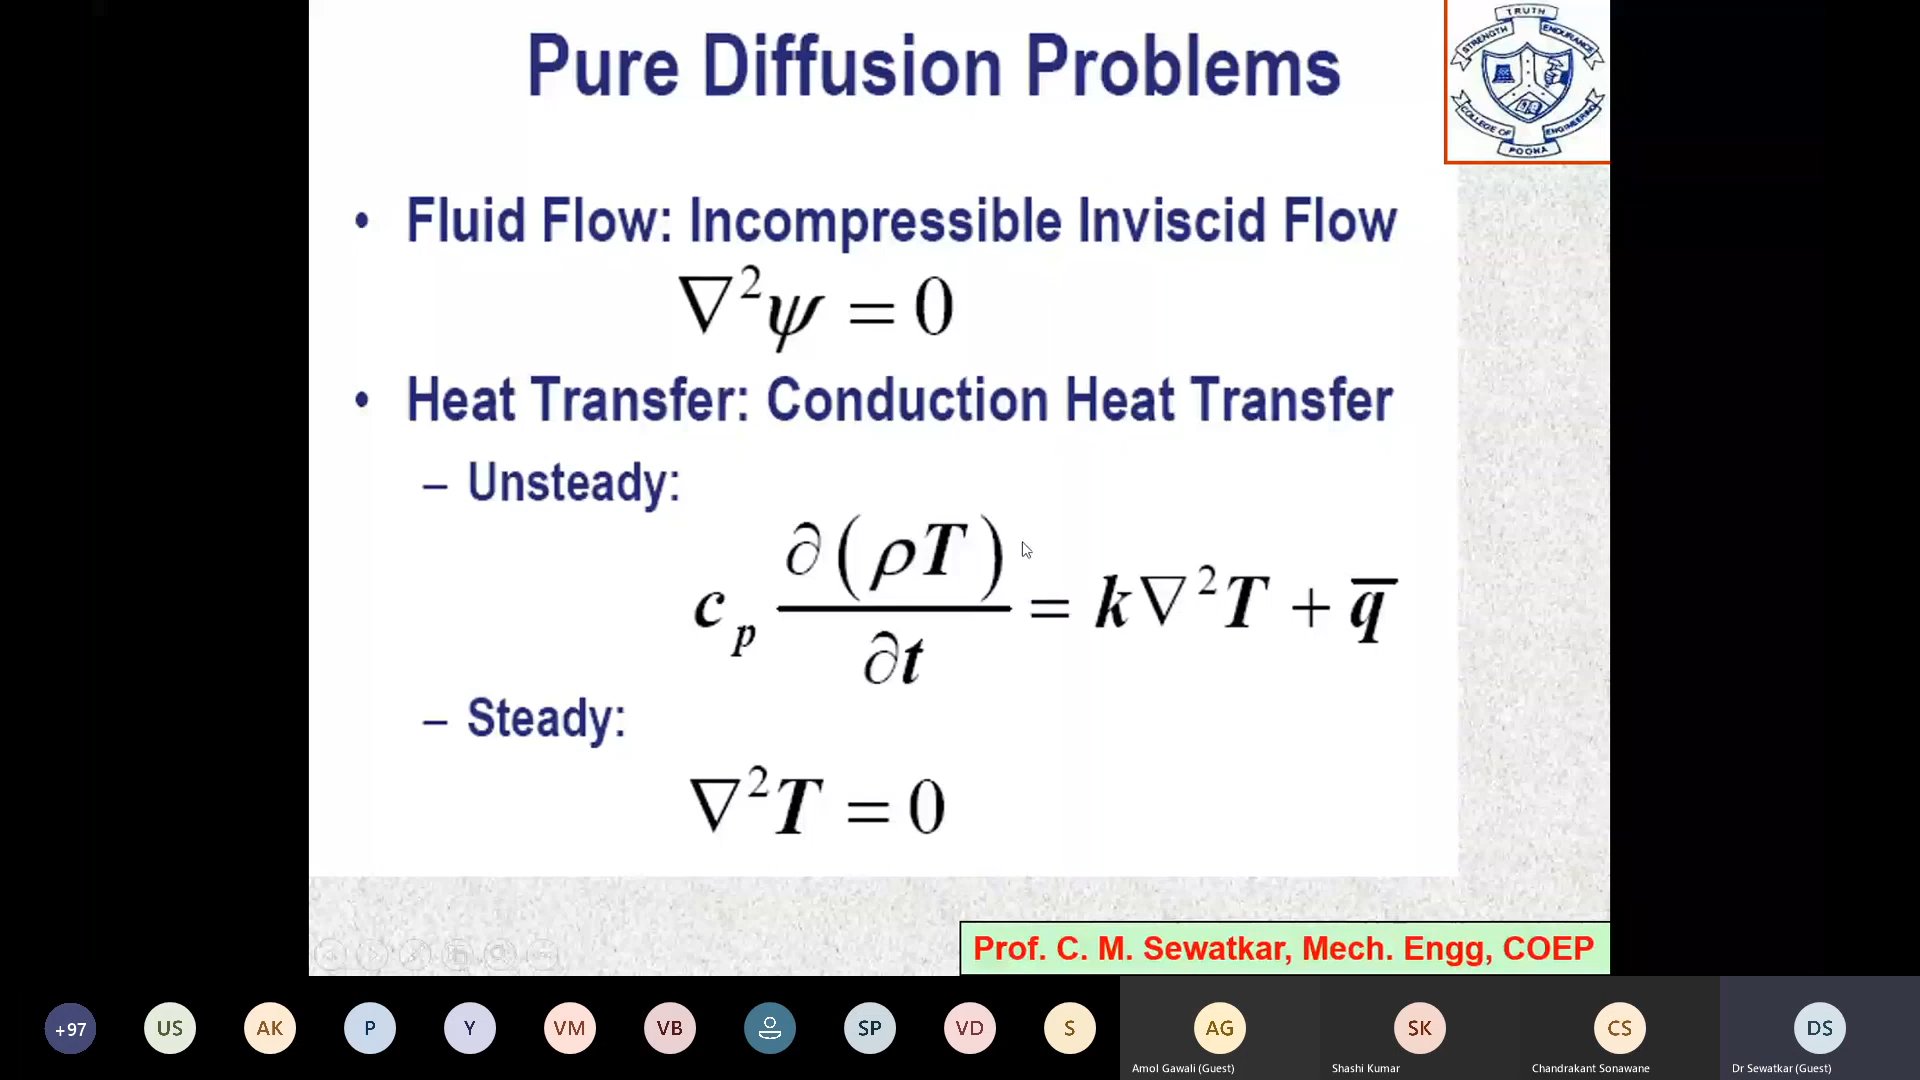 Pure Diffusion Problems
TRUTH
STRENGTH
ENDURANCE
COLLEGE OF
ENGINEERING
POONA
• Fluid Flow: Incompressible Inviscid Flow
∇²ψ = 0
• Heat Transfer: Conduction Heat Transfer
– Unsteady:
c_p ∂(ρT)/∂t = k∇²T + q̅
– Steady:
∇²T = 0
Prof. C. M. Sewatkar, Mech. Engg, COEP
+97 US AK P Y VM VB SP VD S AG SK CS DS
Amol Gawali (Guest) Shashi Kumar Chandrakant Sonawane Dr Sewatkar (Guest)